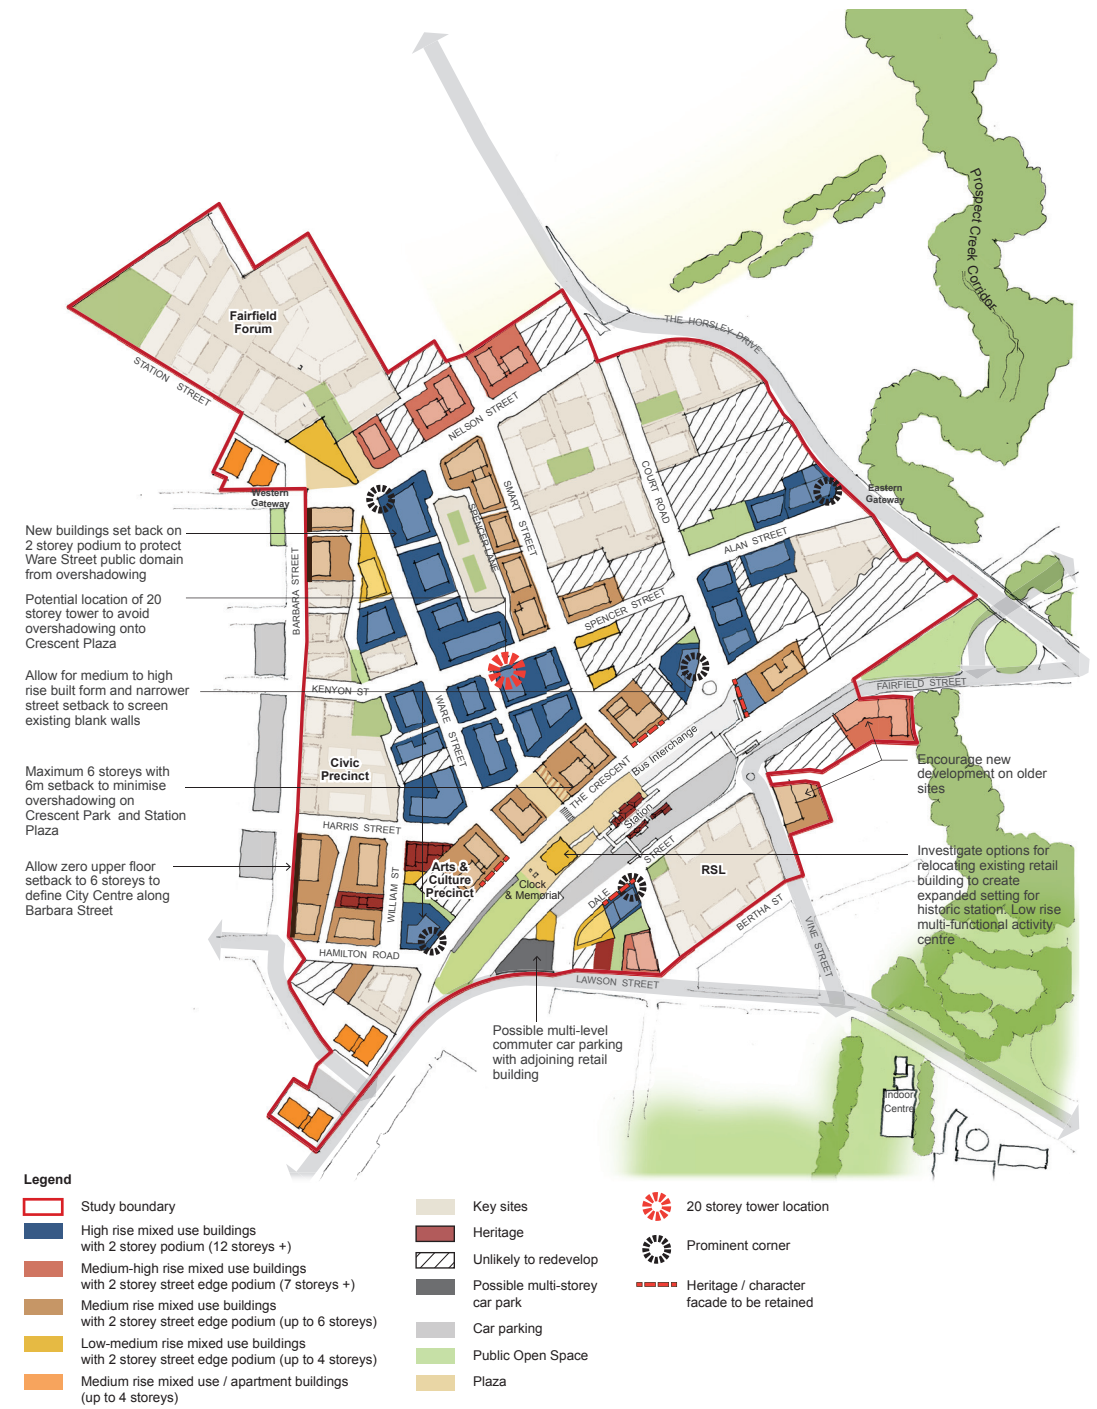 Prospect Creek Corridor
THE HORSLEY DRIVE
Fairfield
Forum
STATION STREET
NELSON STREET
COURT ROAD
SMART STREET
SPENCER LANE
Western
Gateway
Eastern
Gateway
ALAN STREET
New buildings set back on
2 storey podium to protect
Ware Street public domain
from overshadowing
BARBARA STREET
Potential location of 20
storey tower to avoid
overshadowing onto
Crescent Plaza
SPENCER STREET
Allow for medium to high
rise built form and narrower
street setback to screen
existing blank walls
KENYON ST
WARE STREET
FAIRFIELD STREET
Bus Interchange
Civic
Precinct
THE CRESCENT
Maximum 6 storeys with
6m setback to minimise
overshadowing on
Crescent Park and Station
Plaza
Encourage new
development on older
sites
Station
HARRIS STREET
STREET
Allow zero upper floor
setback to 6 storeys to
define City Centre along
Barbara Street
WILLIAM ST
Arts &
Culture
Precinct
Clock
& Memorial
DALE
RSL
Investigate options for
relocating existing retail
building to create
expanded setting for
historic station. Low rise
multi-functional activity
centre
BERTHA ST
VINE STREET
HAMILTON ROAD
LAWSON STREET
Possible multi-level
commuter car parking
with adjoining retail
building
Indoor
Centre
Legend
Study boundary
High rise mixed use buildings
with 2 storey podium (12 storeys +)
Medium-high rise mixed use buildings
with 2 storey street edge podium (7 storeys +)
Medium rise mixed use buildings
with 2 storey street edge podium (up to 6 storeys)
Low-medium rise mixed use buildings
with 2 storey street edge podium (up to 4 storeys)
Medium rise mixed use / apartment buildings
(up to 4 storeys)
Key sites
Heritage
Unlikely to redevelop
Possible multi-storey
car park
Car parking
Public Open Space
Plaza
20 storey tower location
Prominent corner
Heritage / character
facade to be retained